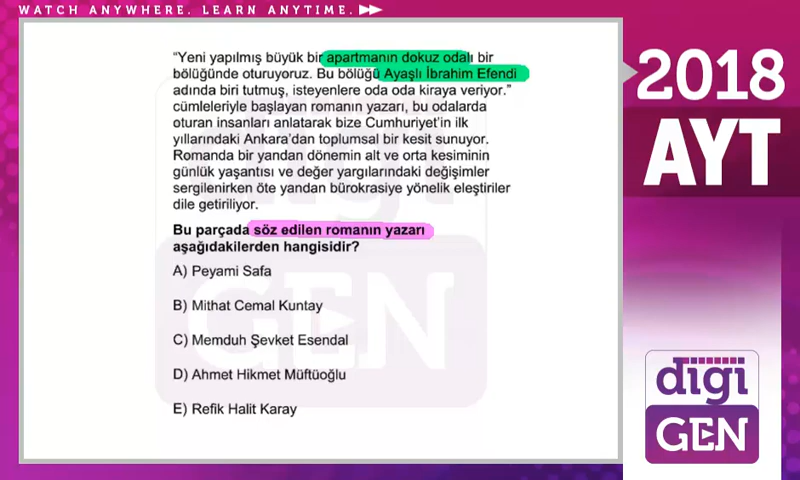 WATCH ANYWHERE. LEARN ANYTIME.
“Yeni yapılmış büyük bir apartmanın dokuz odalı bir
bölüğünde oturuyoruz. Bu bölüğü Ayaşlı İbrahim Efendi
adında biri tutmuş, isteyenlere oda oda kiraya veriyor.”
cümleleriyle başlayan romanın yazarı, bu odalarda
oturan insanları anlatarak bize Cumhuriyet’in ilk
yıllarındaki Ankara’dan toplumsal bir kesit sunuyor.
Romanda bir yandan dönemin alt ve orta kesiminin
günlük yaşantısı ve değer yargılarındaki değişimler
sergilenirken öte yandan bürokrasiye yönelik eleştiriler
dile getiriliyor.
Bu parçada söz edilen romanın yazarı
aşağıdakilerden hangisidir?
A) Peyami Safa
B) Mithat Cemal Kuntay
C) Memduh Şevket Esendal
D) Ahmet Hikmet Müftüoğlu
E) Refik Halit Karay
2018
AYT
digi
GEN
digi
GEN